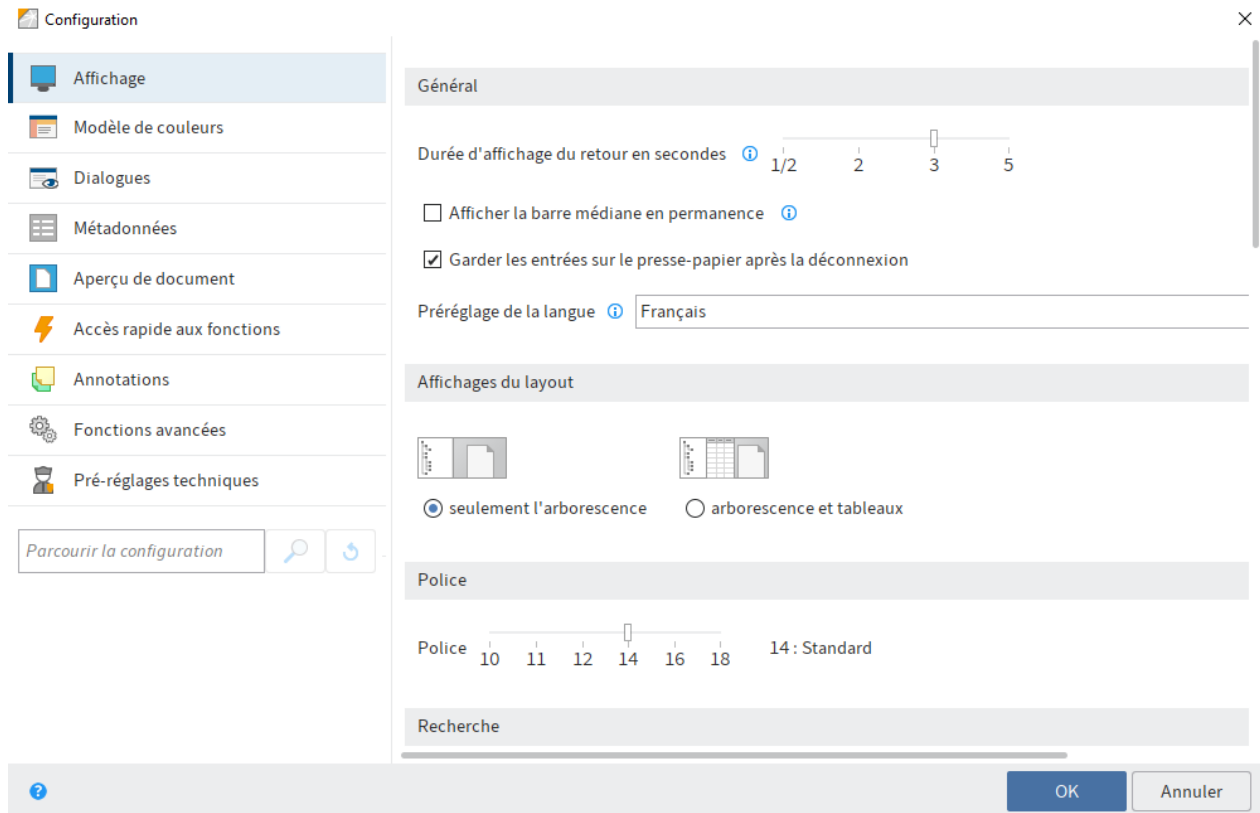 Configuration
Affichage
Modèle de couleurs
Dialogues
Métadonnées
Aperçu de document
Accès rapide aux fonctions
Annotations
Fonctions avancées
Pré-réglages techniques
Parcourir la configuration
Général
Durée d'affichage du retour en secondes
1/2 2 3 5
Afficher la barre médiane en permanence
Garder les entrées sur le presse-papier après la déconnexion
Préréglage de la langue Français
Affichages du layout
seulement l'arborescence arborescence et tableaux
Police
Police 14 : Standard
10 11 12 14 16 18
Recherche
OK Annuler